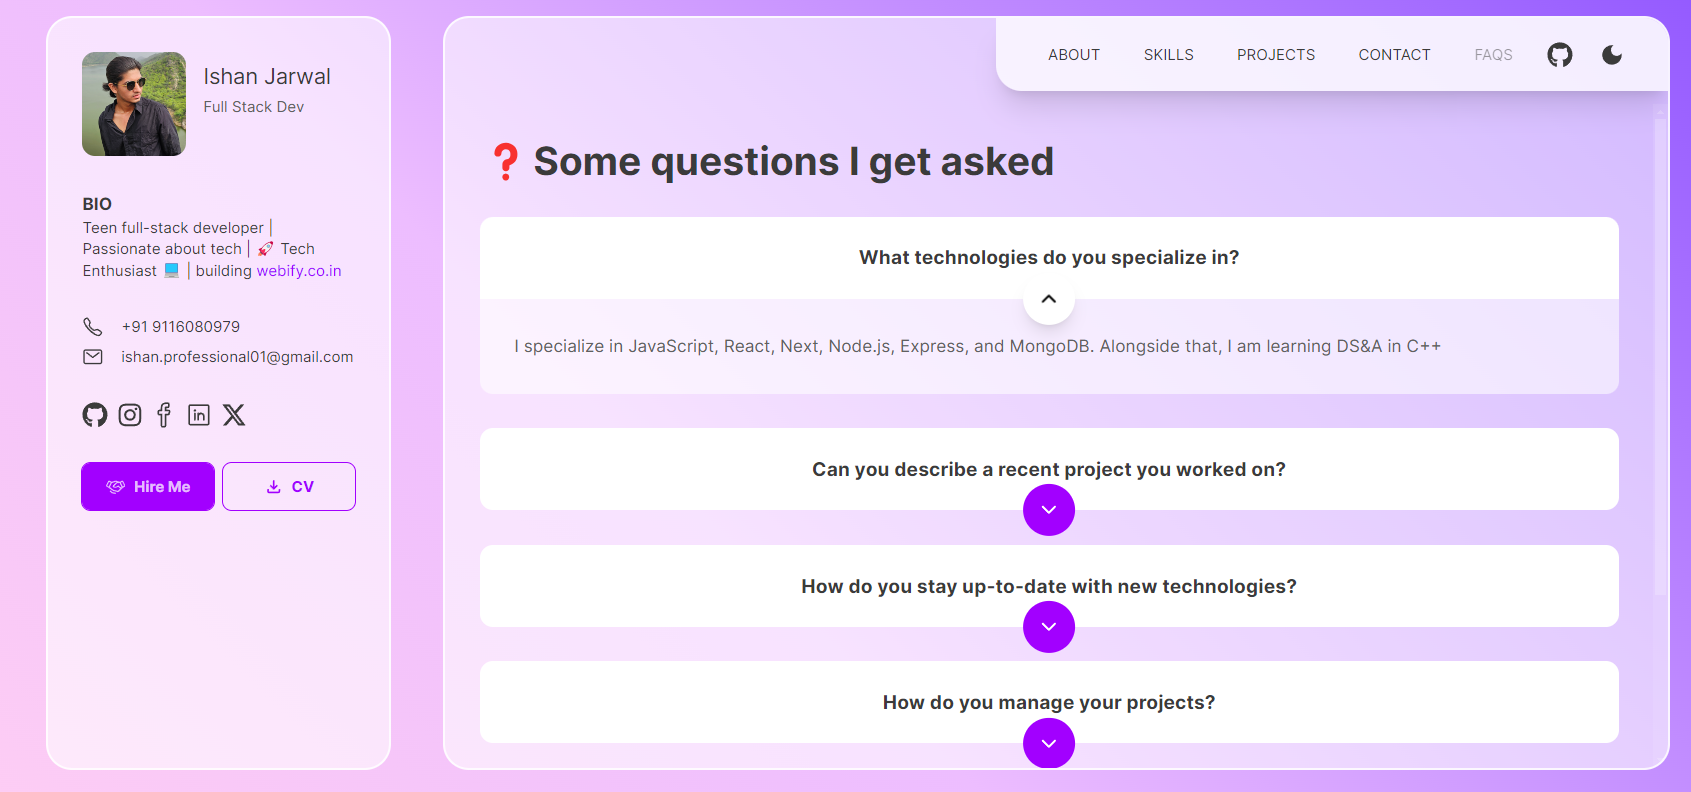 Ishan Jarwal
Full Stack Dev
BIO
Teen full-stack developer |
Passionate about tech | 🚀 Tech
Enthusiast 💻 | building webify.co.in
+91 9116080979
ishan.professional01@gmail.com
Hire Me
CV
ABOUT SKILLS PROJECTS CONTACT FAQS
❓ Some questions I get asked
What technologies do you specialize in?
I specialize in JavaScript, React, Next, Node.js, Express, and MongoDB. Alongside that, I am learning DS&A in C++
Can you describe a recent project you worked on?
How do you stay up-to-date with new technologies?
How do you manage your projects?